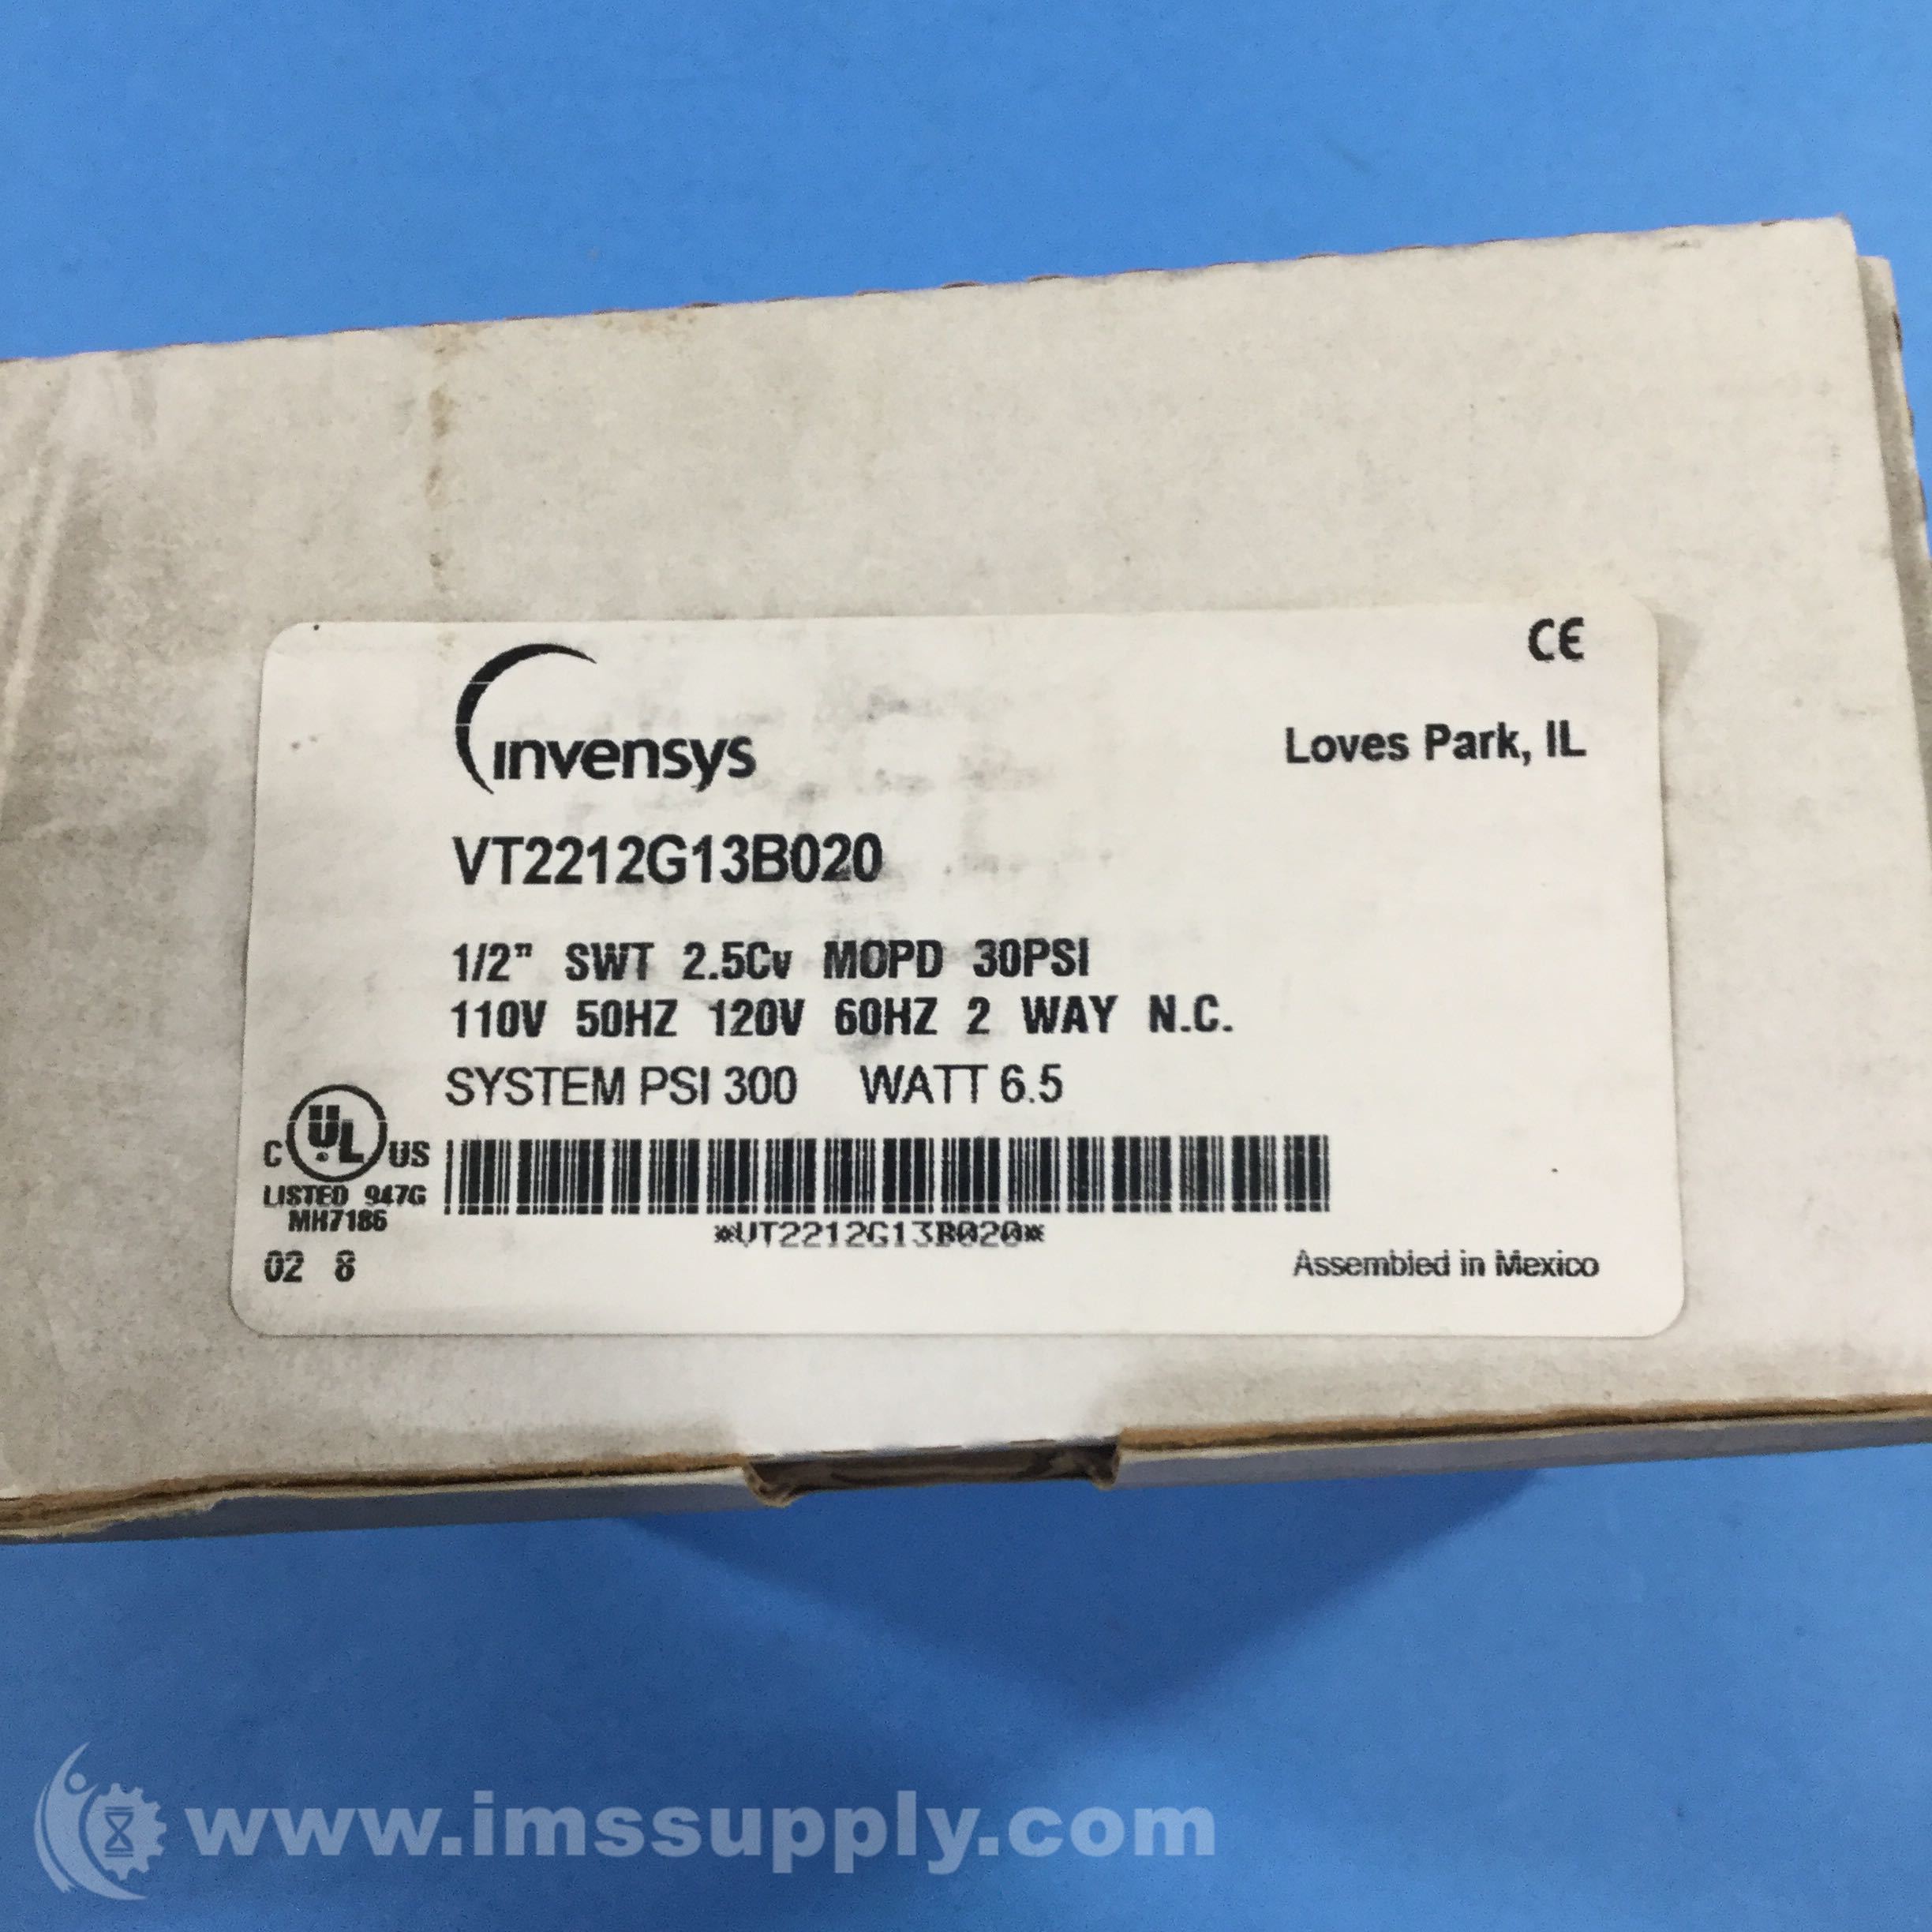 CE
invensys
Loves Park, IL
VT2212G13B020
1/2" SWT 2.5Cv MOPD 30PSI
110V 50HZ 120V 60HZ 2 WAY N.C.
SYSTEM PSI 300 WATT 6.5
C UL US
LISTED 947G
MH7186
*VT2212G13B020*
02 8
Assembled in Mexico
www.imssupply.com